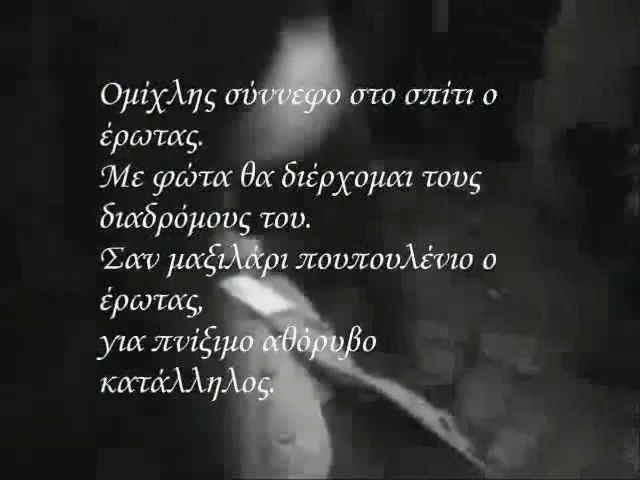 Ομίχλης σύννεφο στο σπίτι ο
έρωτας.
Με φώτα θα διέρχομαι τους
διαδρόμους του.
Σαν μαξιλάρι πουπουλένιο ο
έρωτας,
για πνίξιμο αθόρυβο
κατάλληλος.